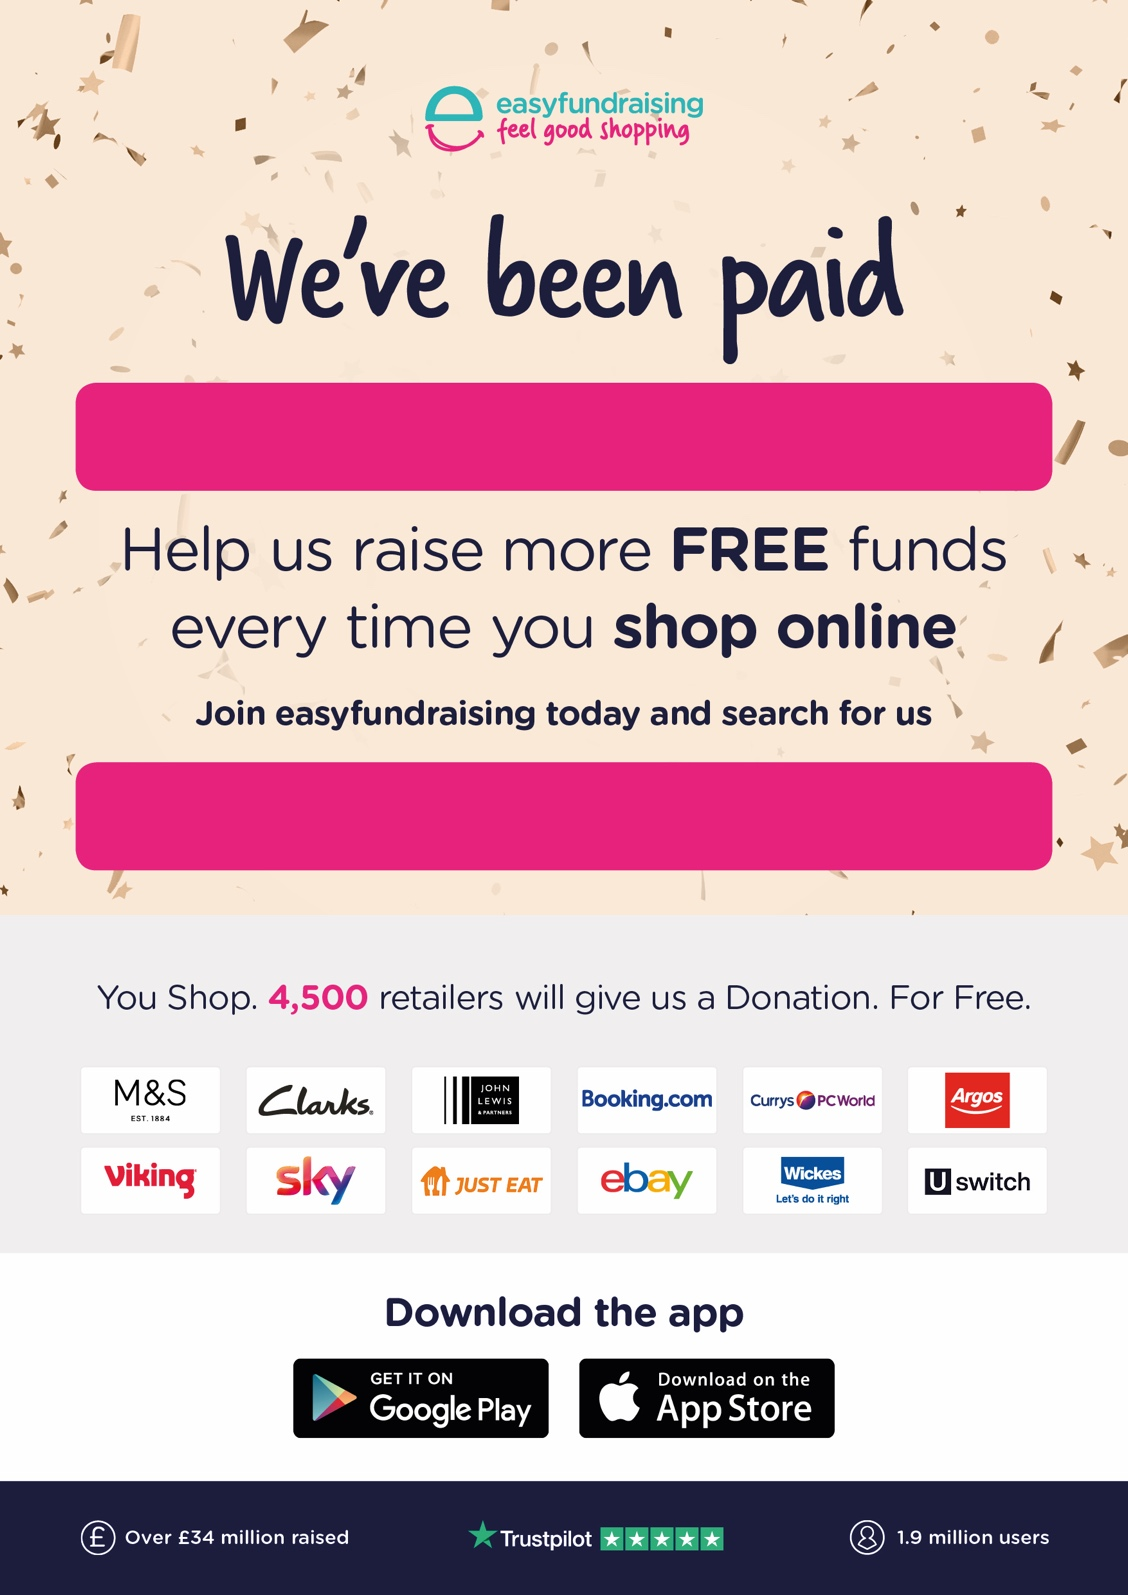 easyfundraising
feel good shopping
We've been paid
Help us raise more FREE funds
every time you shop online
Join easyfundraising today and search for us
You Shop. 4,500 retailers will give us a Donation. For Free.
M&S
EST. 1884
Clarks.
JOHN
LEWIS
& PARTNERS
Booking.com
Currys PC World
Argos
Viking
sky
JUST EAT
ebay
Wickes
Let's do it right
U switch
Download the app
GET IT ON
Google Play
Download on the
App Store
£ Over £34 million raised
Trustpilot
1.9 million users